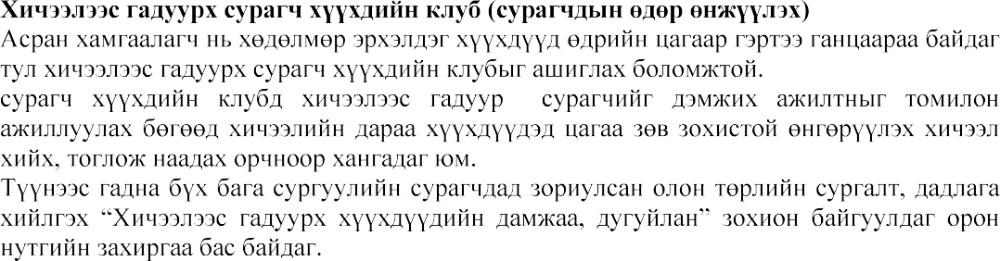 Хичээлээс гадуурх сурагч хүүхдийн клуб (сурагчдын өдөр өнжүүлэх)
Асран хамгаалагч нь хөдөлмөр эрхэлдэг хүүхдүүд өдрийн цагаар гэртээ ганцаараа байдаг
тул хичээлээс гадуурх сурагч хүүхдийн клубыг ашиглах боломжтой.
сурагч хүүхдийн клубд хичээлээс гадуур сурагчийг дэмжих ажилтныг томилон
ажиллуулах бөгөөд хичээлийн дараа хүүхдүүдэд цагаа зөв зохистой өнгөрүүлэх хичээл
хийх, тоглож наадах орчноор хангадаг юм.
Түүнээс гадна бүх бага сургуулийн сурагчдад зориулсан олон төрлийн сургалт, дадлага
хийлгэх “Хичээлээс гадуурх хүүхдүүдийн дамжаа, дугуйлан” зохион байгуулдаг орон
нутгийн захиргаа бас байдаг.